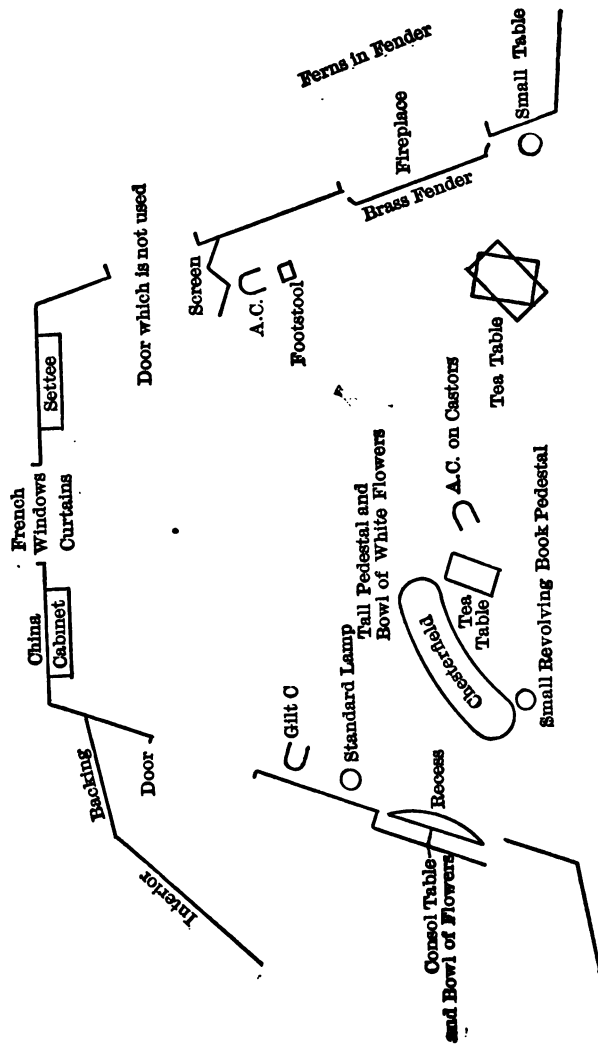 Ferns in Fender
Fireplace
Small Table
Brass Fender
Door which is not used
Screen
A.C.
Footstool
Settee
French
Windows
Curtains
China
Cabinet
Tea Table
A.C. on Castors
Tall Pedestal and
Bowl of White Flowers
Tea
Table
Small Revolving Book Pedestal
Chesterfield
Standard Lamp
Gilt C
Recess
Consol Table
and Bowl of Flowers
Door
Backing
Interior